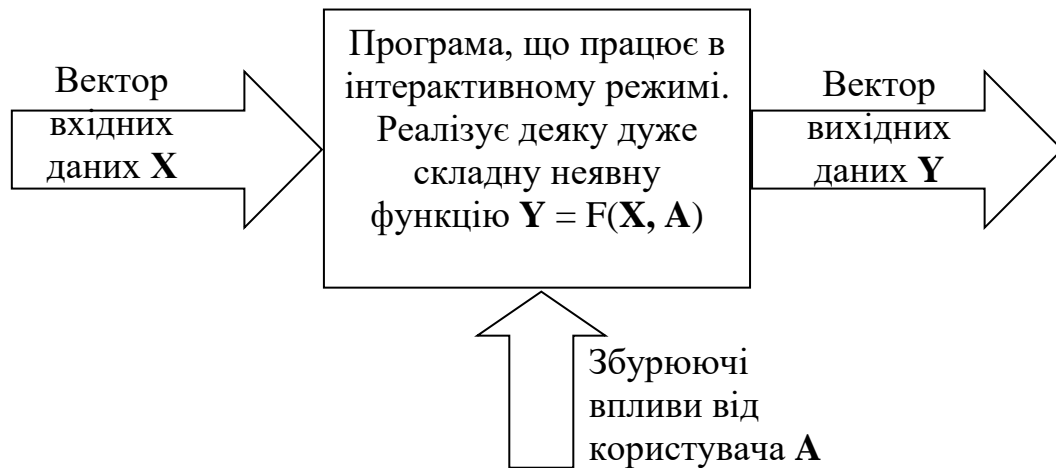 Вектор
вхідних
даних X
Програма, що працює в
інтерактивному режимі.
Реалізує деяку дуже
складну неявну
функцію Y = F(X, A)
Вектор
вихідних
даних Y
Збурюючі
впливи від
користувача A